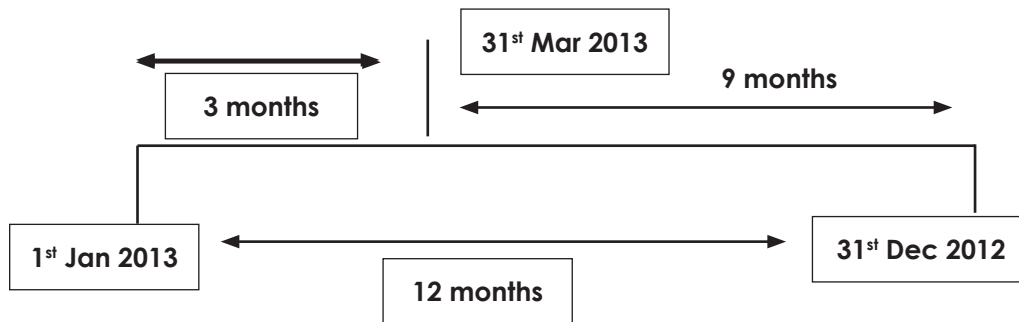 31st Mar 2013
9 months
3 months
1st Jan 2013
31st Dec 2012
12 months